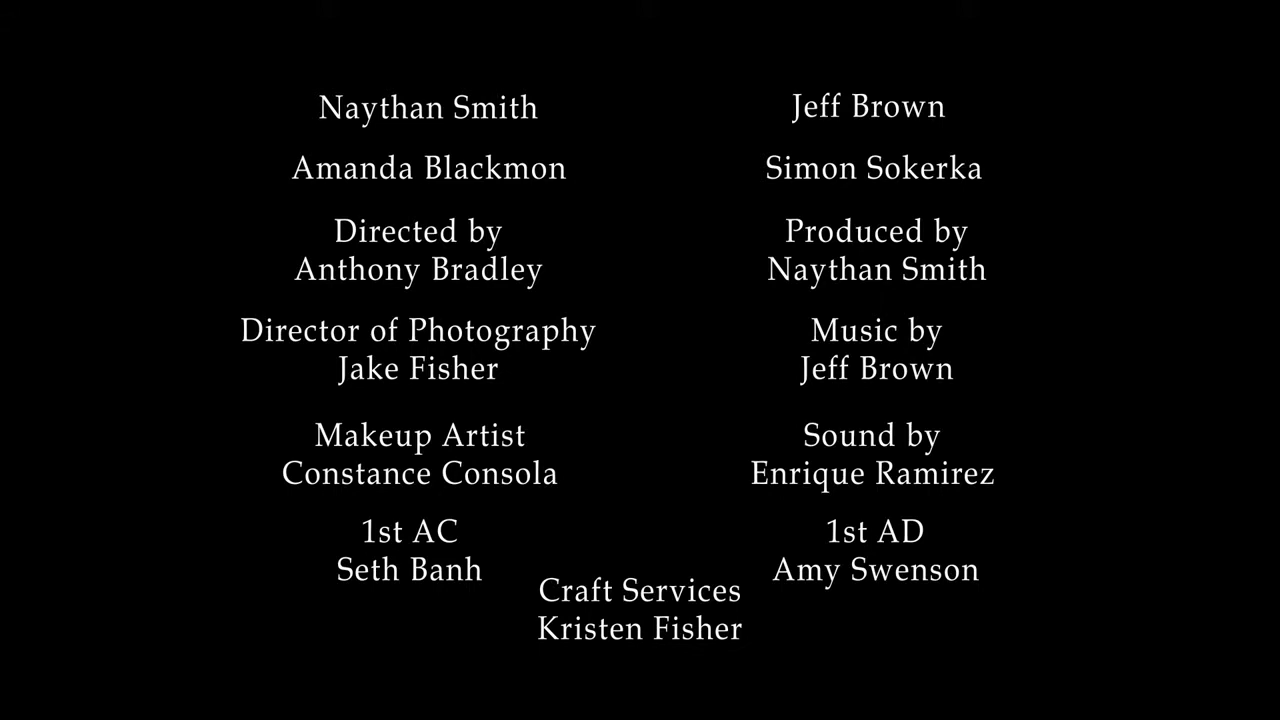 Naythan Smith
Jeff Brown
Amanda Blackmon
Simon Sokerka
Directed by
Anthony Bradley
Produced by
Naythan Smith
Director of Photography
Jake Fisher
Music by
Jeff Brown
Makeup Artist
Constance Consola
Sound by
Enrique Ramirez
1st AC
Seth Banh
1st AD
Amy Swenson
Craft Services
Kristen Fisher